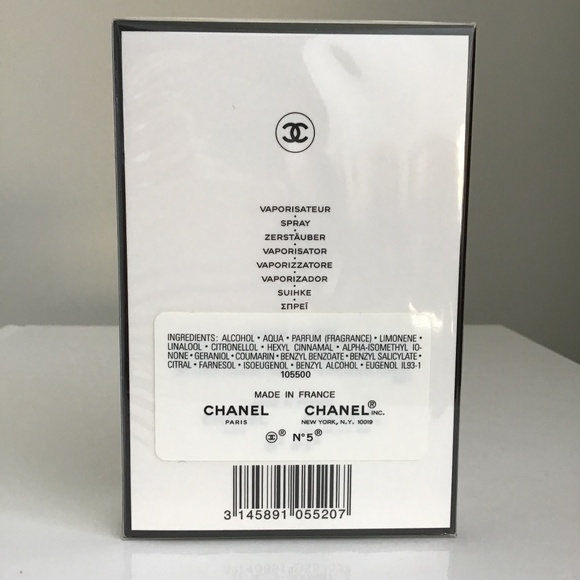 VAPORISATEUR
SPRAY
ZERSTÄUBER
VAPORISATOR
VAPORIZZATORE
VAPORIZADOR
SUIHKE
ΣΠΡΕΪ
INGREDIENTS: ALCOHOL • AQUA • PARFUM (FRAGRANCE) • LIMONENE •
LINALOOL • CITRONELLOL • HEXYL CINNAMAL • ALPHA-ISOMETHYL IO-
NONE • GERANIOL • COUMARIN • BENZYL BENZOATE • BENZYL SALICYLATE •
CITRAL • FARNESOL • ISOEUGENOL • BENZYL ALCOHOL • EUGENOL IL93-1
105500
MADE IN FRANCE
CHANEL CHANEL® INC.
PARIS NEW YORK, N.Y. 10019
® N°5®
3 145891 055207